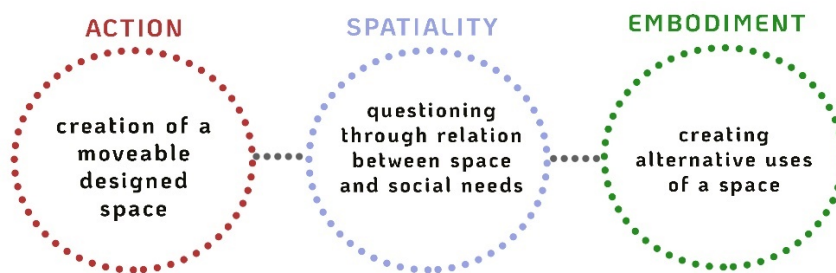 ACTION
creation of a
moveable
designed
space
SPATIALITY
questioning
through relation
between space
and social needs
EMBODIMENT
creating
alternative uses
of a space